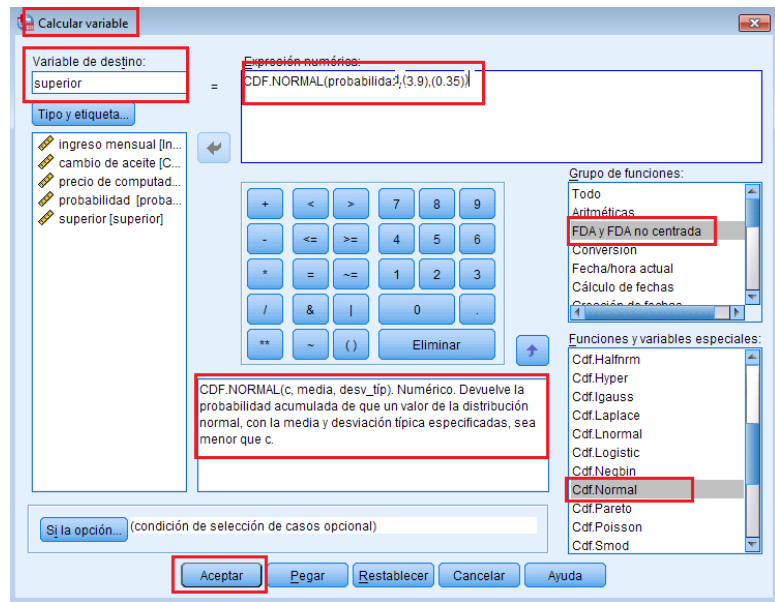 Calcular variable
Variable de destino:
superior
=
Expresión numérica:
CDF.NORMAL(probabilida,(3.9),(0.35))
Tipo y etiqueta...
ingreso mensual [In...
cambio de aceite [C...
precio de computad...
probabilidad [proba...
superior [superior]
+ < > 7 8 9
- <= >= 4 5 6
* = ~= 1 2 3
/ & | 0 .
** ~ ( ) Eliminar
Grupo de funciones:
Todo
Aritméticas
FDA y FDA no centrada
Conversión
Fecha/hora actual
Cálculo de fechas
Creación de fechas
CDF.NORMAL(c, media, desv_típ). Numérico. Devuelve la
probabilidad acumulada de que un valor de la distribución
normal, con la media y desviación típica especificadas, sea
menor que c.
Funciones y variables especiales:
Cdf.Halfnrm
Cdf.Hyper
Cdf.Igauss
Cdf.Laplace
Cdf.Lnormal
Cdf.Logistic
Cdf.Negbin
Cdf.Normal
Cdf.Pareto
Cdf.Poisson
Cdf.Smod
Si la opción...
(condición de selección de casos opcional)
Aceptar Pegar Restablecer Cancelar Ayuda